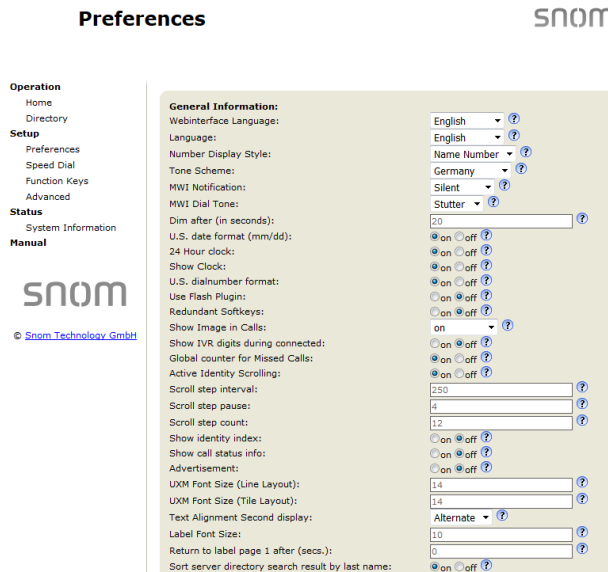 Preferences
snom
Operation
Home
Directory
Setup
Preferences
Speed Dial
Function Keys
Advanced
Status
System Information
Manual
snom
© Snom Technology GmbH
General Information:
Webinterface Language: English ?
Language: English ?
Number Display Style: Name Number ?
Tone Scheme: Germany ?
MWI Notification: Silent ?
MWI Dial Tone: Stutter ?
Dim after (in seconds): 20 ?
U.S. date format (mm/dd): on off ?
24 Hour clock: on off ?
Show Clock: on off ?
U.S. dialnumber format: on off ?
Use Flash Plugin: on off ?
Redundant Softkeys: on off ?
Show Image in Calls: on ?
Show IVR digits during connected: on off ?
Global counter for Missed Calls: on off ?
Active Identity Scrolling: on off ?
Scroll step interval: 250 ?
Scroll step pause: 4 ?
Scroll step count: 12 ?
Show identity index: on off ?
Show call status info: on off ?
Advertisement: on off ?
UXM Font Size (Line Layout): 14 ?
UXM Font Size (Tile Layout): 14 ?
Text Alignment Second display: Alternate ?
Label Font Size: 10 ?
Return to label page 1 after (secs.): 0 ?
Sort server directory search result by last name: on off ?